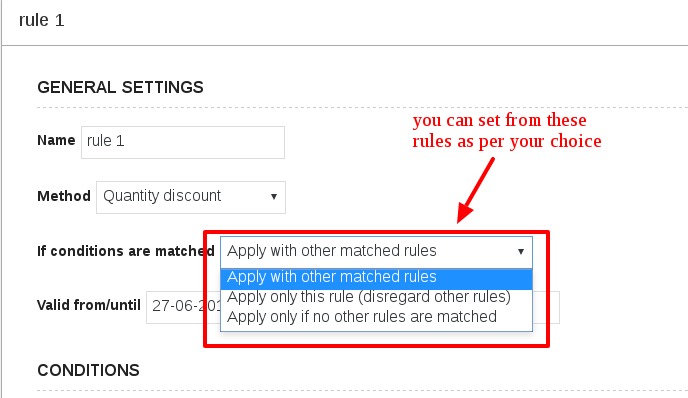 rule 1
GENERAL SETTINGS
you can set from these
rules as per your choice
Name rule 1
Method Quantity discount
If conditions are matched Apply with other matched rules
Apply with other matched rules
Apply only this rule (disregard other rules)
Apply only if no other rules are matched
Valid from/until 27-06-201
CONDITIONS